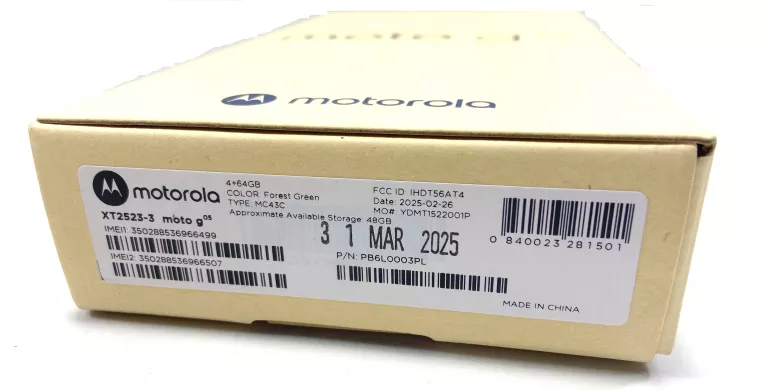 moto g
motorola
motorola
XT2523-3 moto g05
IMEI1: 350288536966499
IMEI2: 350288536966507
4+64GB
COLOR: Forest Green
TYPE: MC43C
Approximate Available Storage: 48GB
FCC ID: IHDT56AT4
Date: 2025-02-26
MO#: YDMT1522001P
3 1 MAR 2025
P/N: PB6L0003PL
0 840023 281501
MADE IN CHINA